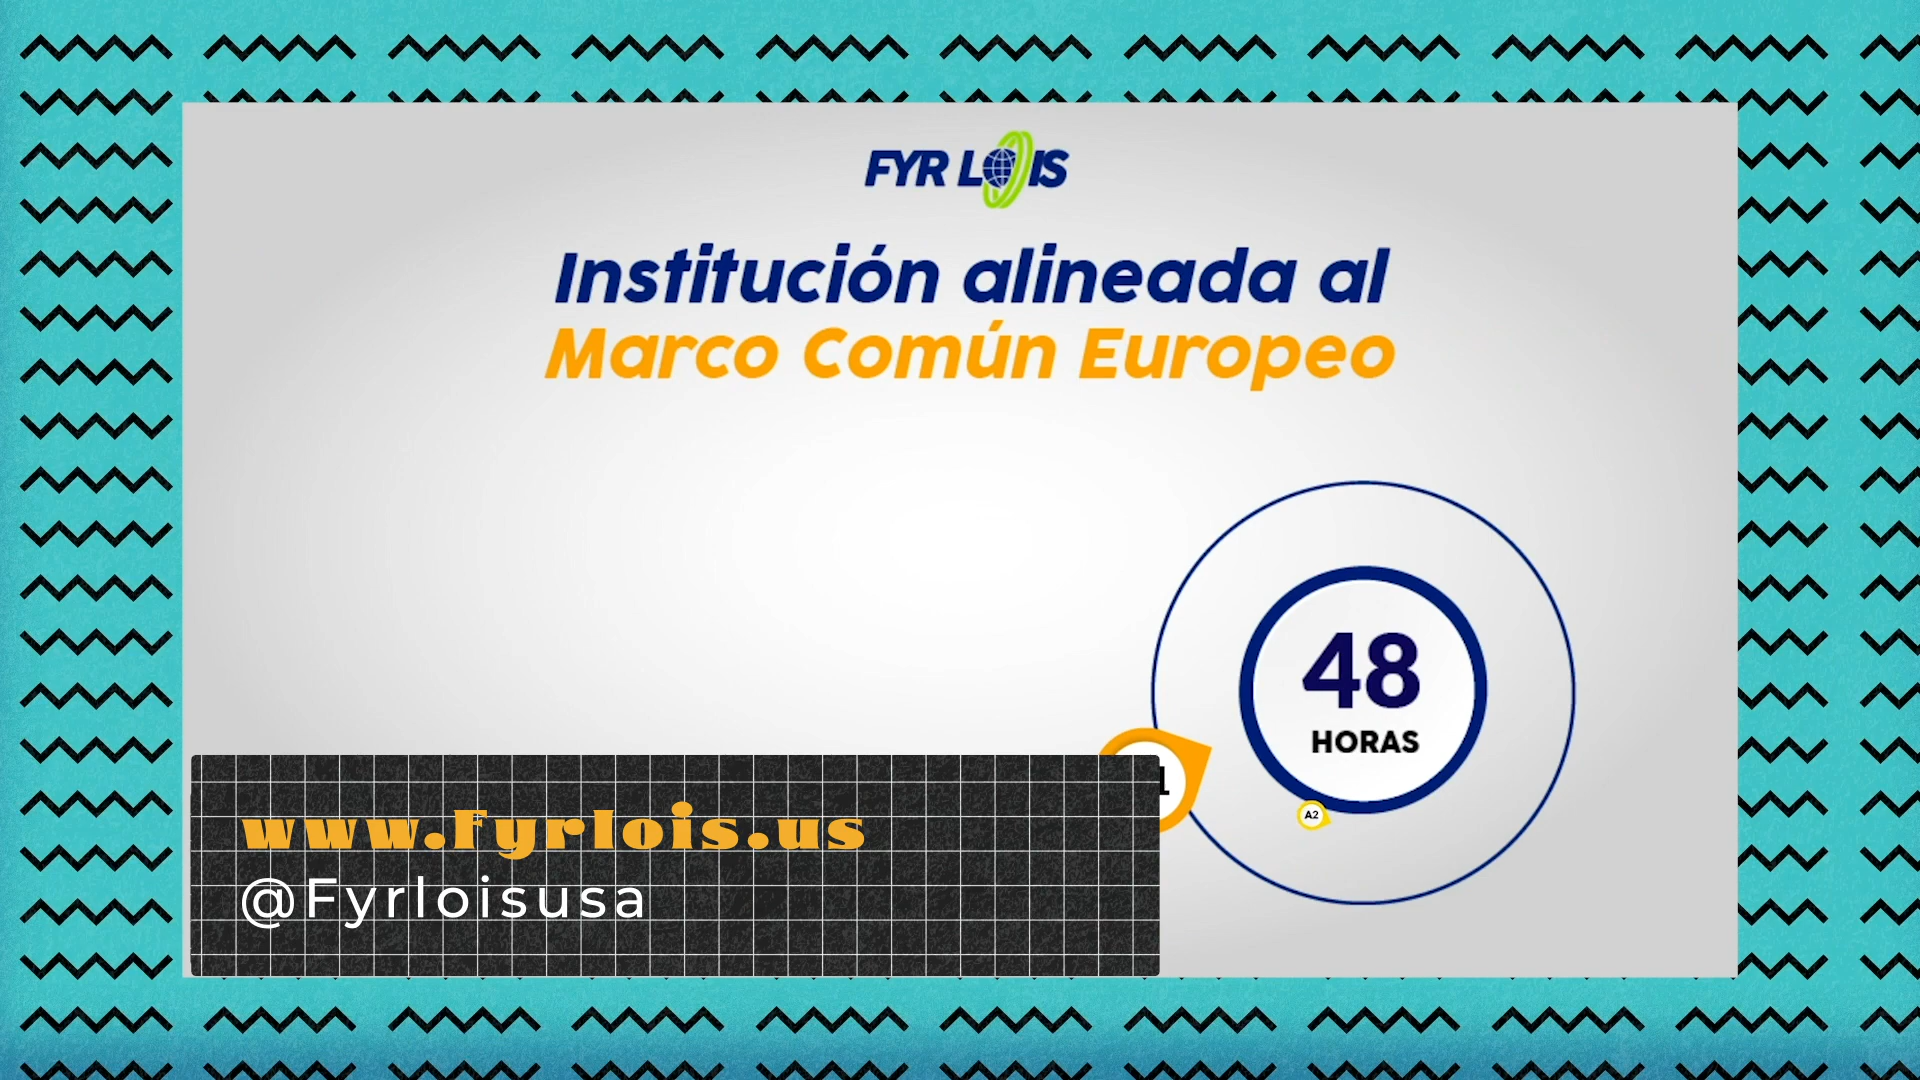 FYR LOIS
Institución alineada al
Marco Común Europeo
48
HORAS
A2
www.Fyrlois.us
@Fyrloisusa